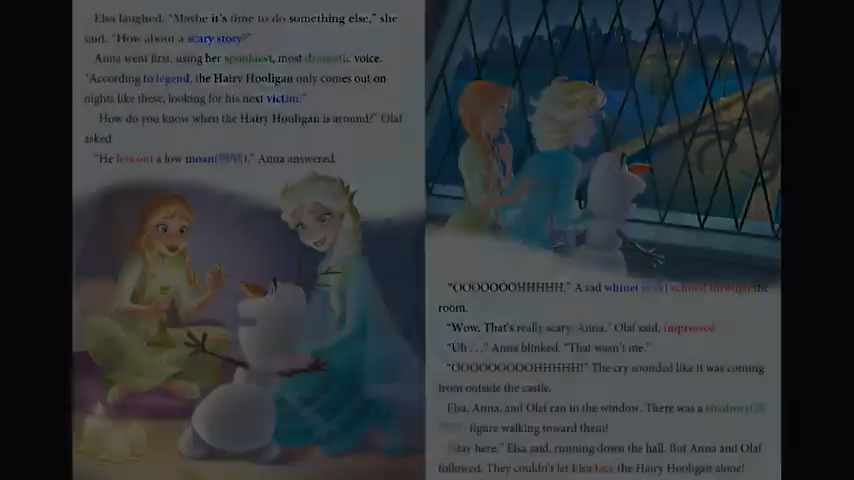 Elsa laughed. “Maybe it’s time to do something else,” she
said. “How about a scary story?”
Anna went first, using her spookiest, most dramatic voice.
“According to legend, the Hairy Hooligan only comes out on
nights like these, looking for his next victim.”
How do you know when the Hairy Hooligan is around?” Olaf
asked.
“He lets out a low moan(呻吟),” Anna answered.
“OOOOOOOHHHHH.” A sad whine( echoed through the
room.
“Wow. That’s really scary, Anna,” Olaf said, impressed
“Uh . . .” Anna blinked. “That wasn’t me.”
“OOOOOOOOOHHHHH!” The cry sounded like it was coming
from outside the castle.
Elsa, Anna, and Olaf ran to the window. There was a shadowy(
figure walking toward them!
Stay here,” Elsa said, running down the hall. But Anna and Olaf
followed. They couldn’t let Elsa face the Hairy Hooligan alone!